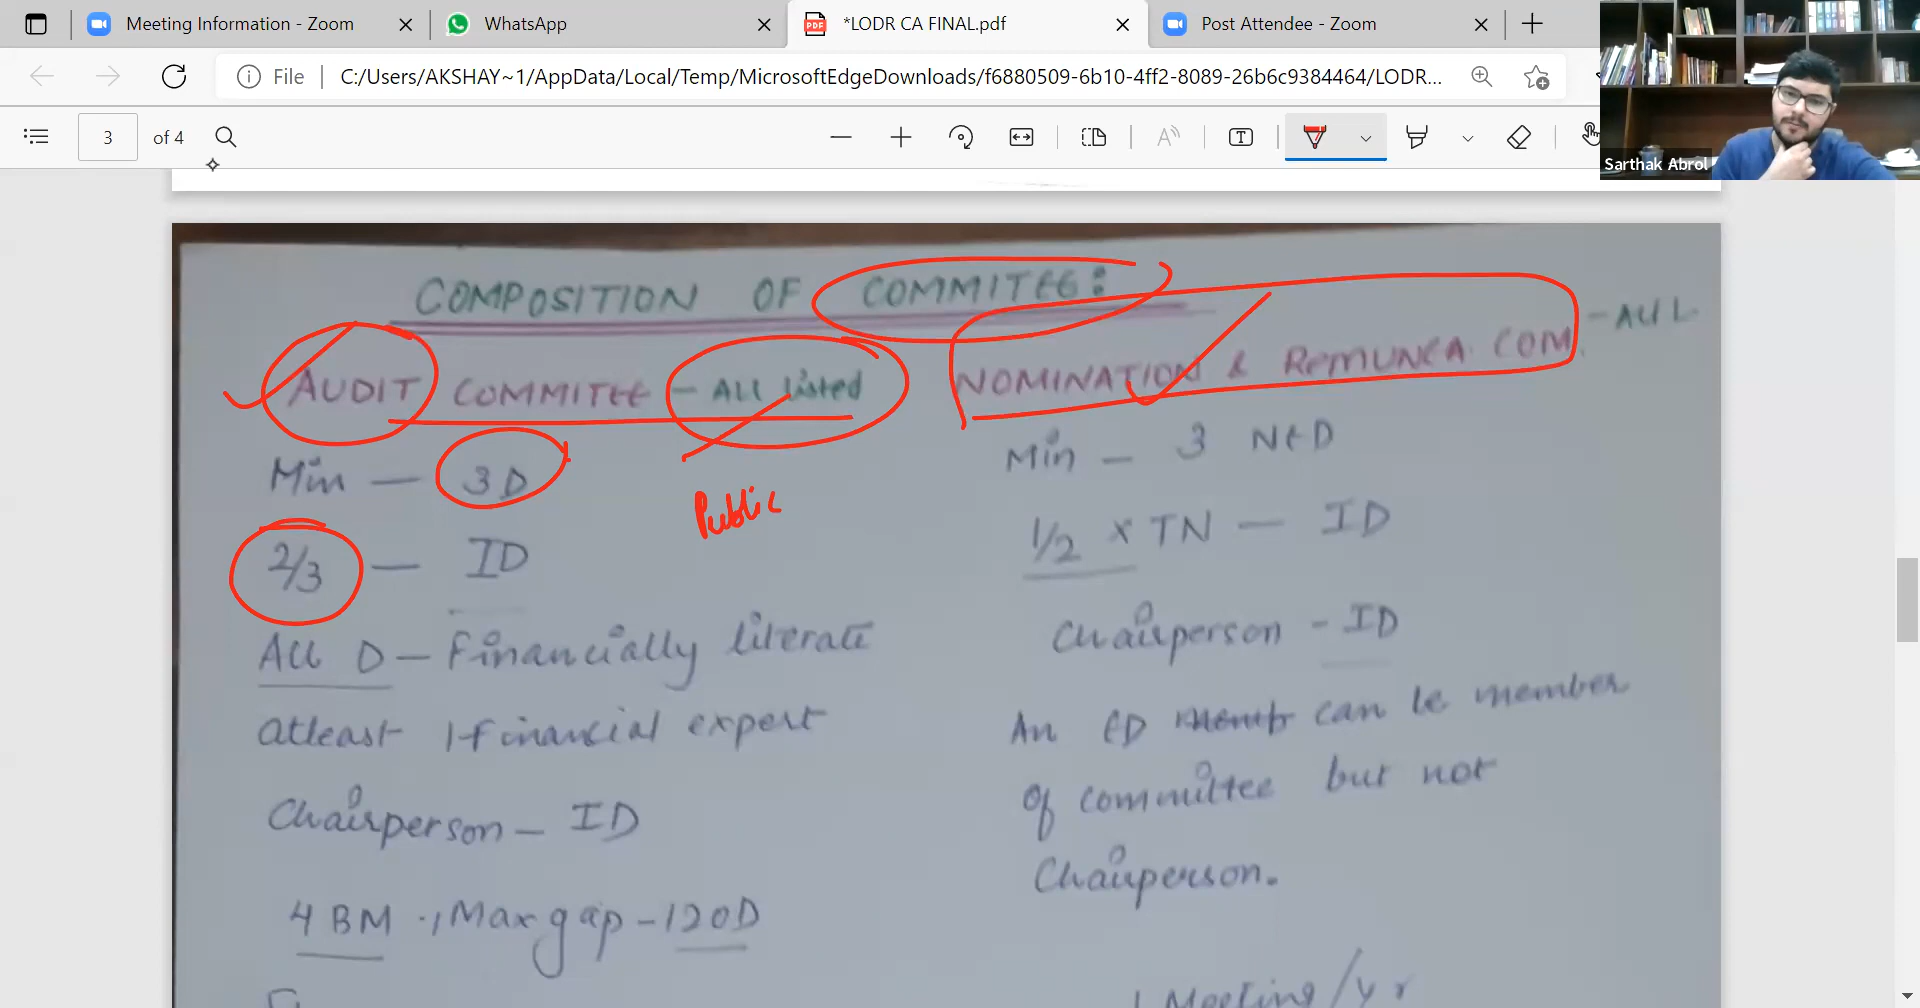 Meeting Information - Zoom
WhatsApp
*LODR CA FINAL.pdf
Post Attendee - Zoom
File
C:/Users/AKSHAY~1/AppData/Local/Temp/MicrosoftEdgeDownloads/f6880509-6b10-4ff2-8089-26b6c9384464/LODR...
3 of 4
Sarthak Abrol
COMPOSITION OF COMMITEE:
AUDIT COMMITEE - ALL listed
Public
Min - 3D
2/3 - ID
All D - Financially literate
atleast 1 financial expert
Chairperson - ID
4 BM ., Max gap - 120D
NOMINATION & REMUNEA. COM. - ALL
Min - 3 NED
1/2 x TN - ID
Chairperson - ID
An ED can be member
of committee but not
Chairperson.
1 Meeting/yr